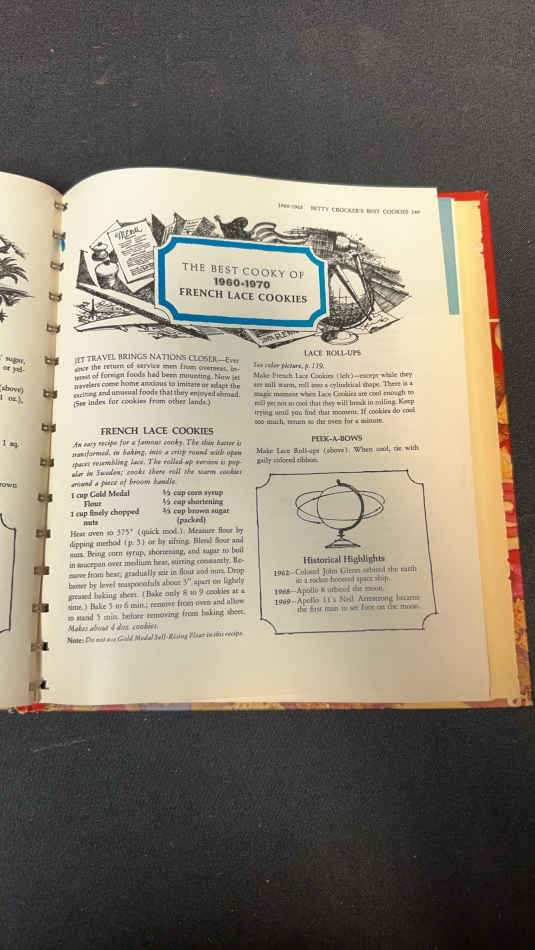 ' sugar,
or yel-
(above)
1 oz.),
1 sq.
rown
1960-1968 BETTY CROCKER'S BEST COOKIES 149
MENU
THE BEST COOKY OF
1960-1970
FRENCH LACE COOKIES
JET TRAVEL BRINGS NATIONS CLOSER—Ever
since the return of service men from overseas, in-
terest of foreign foods had been mounting. Now jet
travelers come home anxious to imitate or adapt the
exciting and unusual foods that they enjoyed abroad.
(See index for cookies from other lands.)
FRENCH LACE COOKIES
An easy recipe for a famous cooky. The thin batter is
transformed, in baking, into a crisp round with open
spaces resembling lace. The rolled-up version is pop-
ular in Sweden; cooks there roll the warm cookies
around a piece of broom handle.
1 cup Gold Medal
Flour
1 cup finely chopped
nuts
½ cup corn syrup
½ cup shortening
⅔ cup brown sugar
(packed)
Heat oven to 375° (quick mod.). Measure flour by
dipping method (p. 5) or by sifting. Blend flour and
nuts. Bring corn syrup, shortening, and sugar to boil
in saucepan over medium heat, stirring constantly. Re-
move from heat; gradually stir in flour and nuts. Drop
batter by level teaspoonfuls about 3" apart on lightly
greased baking sheet. (Bake only 8 to 9 cookies at a
time.) Bake 5 to 6 min.; remove from oven and allow
to stand 5 min. before removing from baking sheet.
Makes about 4 doz. cookies.
Note: Do not use Gold Medal Self-Rising Flour in this recipe.
LACE ROLL-UPS
See color picture, p. 119.
Make French Lace Cookies (left)—except while they
are still warm, roll into a cylindrical shape. There is a
magic moment when Lace Cookies are cool enough to
roll yet not so cool that they will break in rolling. Keep
trying until you find that moment. If cookies do cool
too much, return to the oven for a minute.
PEEK-A-BOWS
Make Lace Roll-ups (above). When cool, tie with
gaily colored ribbon.
Historical Highlights
1962—Colonel John Glenn orbited the earth
in a rocket-boosted space ship.
1968—Apollo 8 orbited the moon.
1969—Apollo 11's Neil Armstrong became
the first man to set foot on the moon.